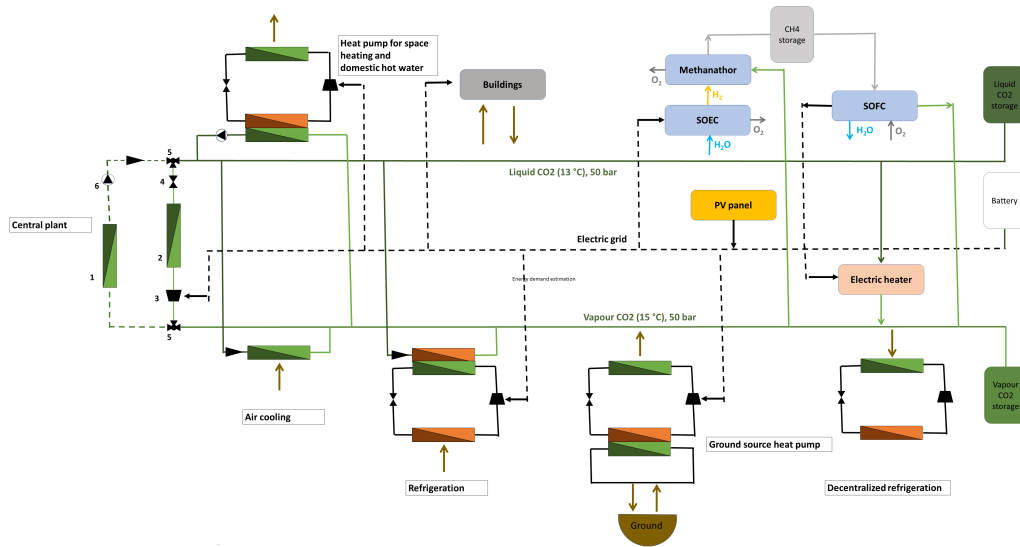 CH4
storage
Heat pump for space
heating and
domestic hot water
Buildings
Methanathor
O2
H2
SOEC
O2
H2O
SOFC
H2O
O2
Liquid
CO2
storage
5
6
4
Liquid CO2 (13 °C), 50 bar
Central plant
PV panel
Battery
Electric grid
1
2
3
Energy demand estimation
Electric heater
5
Vapour CO2 (15 °C), 50 bar
Air cooling
Vapour
CO2
storage
Ground source heat pump
Refrigeration
Decentralized refrigeration
Ground